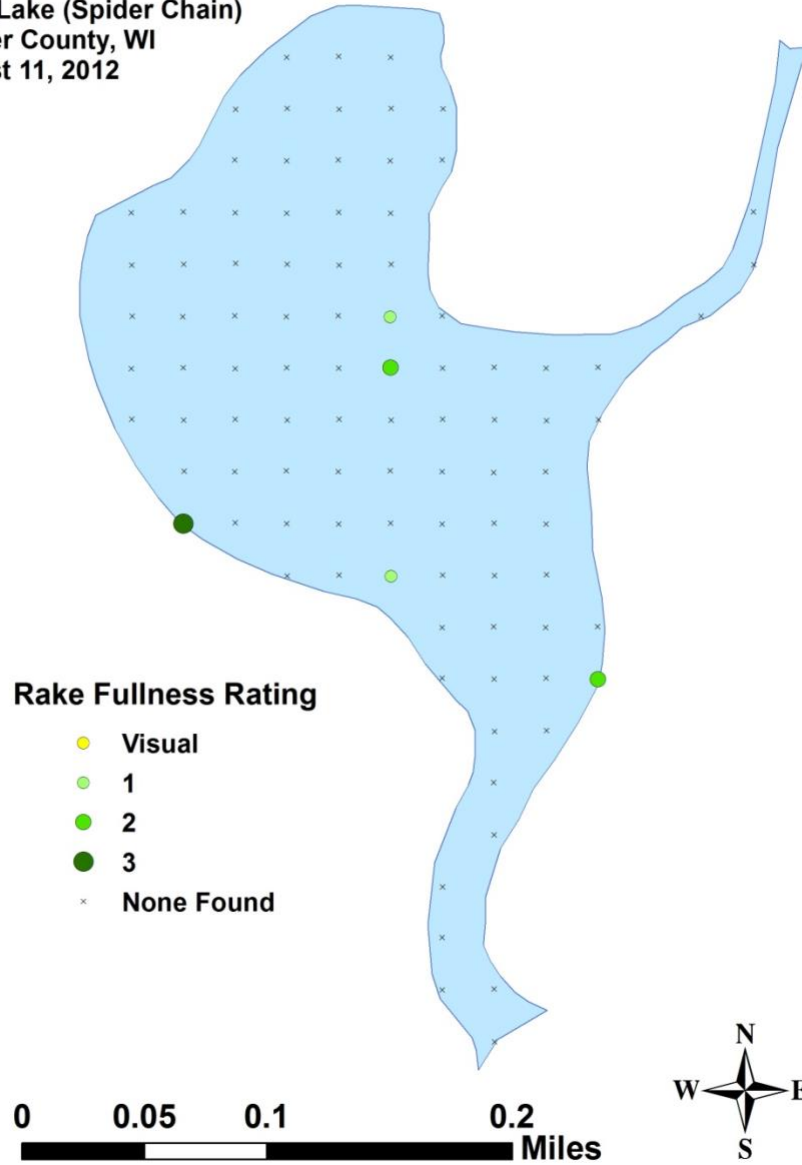 Lake (Spider Chain)
County, WI
11, 2012
Rake Fullness Rating
Visual
1
2
3
None Found
N
W E
S
0 0.05 0.1 0.2
Miles